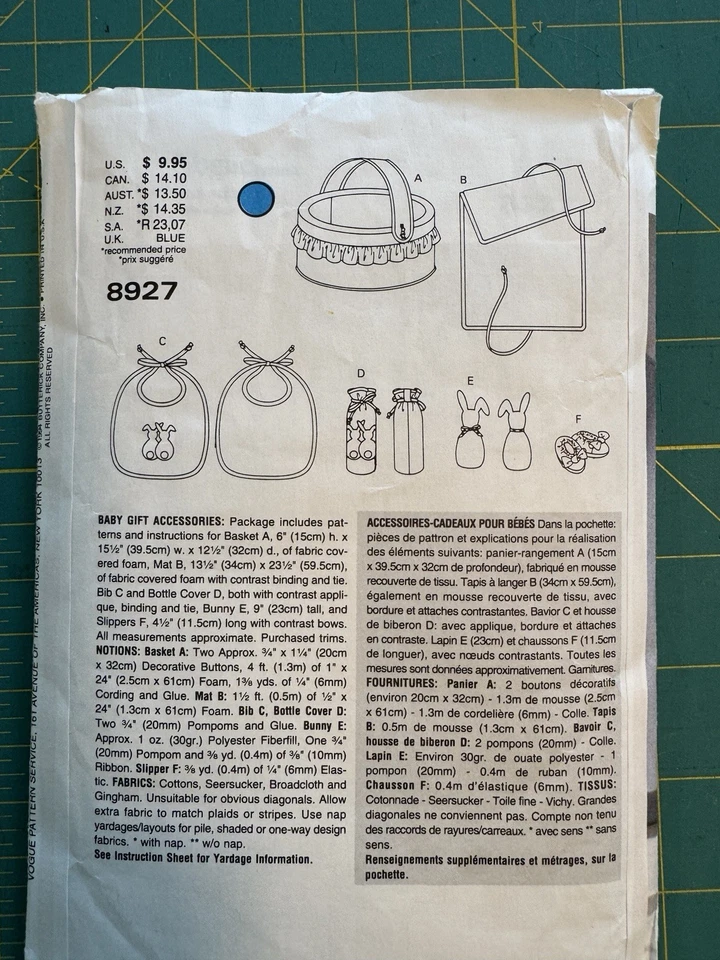 U.S. $ 9.95
CAN. $ 14.10
AUST. *$ 13.50
N.Z. *$ 14.35
S.A. *R 23,07
U.K. BLUE
*recommended price
*prix suggéré
8927
A
B
C
D
E
F
BABY GIFT ACCESSORIES: Package includes pat-
terns and instructions for Basket A, 6" (15cm) h. x
15½" (39.5cm) w. x 12½" (32cm) d., of fabric cov-
ered foam, Mat B, 13½" (34cm) x 23½" (59.5cm),
of fabric covered foam with contrast binding and tie.
Bib C and Bottle Cover D, both with contrast appli-
que, binding and tie, Bunny E, 9" (23cm) tall, and
Slippers F, 4½" (11.5cm) long with contrast bows.
All measurements approximate. Purchased trims.
NOTIONS: Basket A: Two Approx. ¾" x 1¼" (20cm
x 32cm) Decorative Buttons, 4 ft. (1.3m) of 1" x
24" (2.5cm x 61cm) Foam, 1⅜ yds. of ¼" (6mm)
Cording and Glue. Mat B: 1½ ft. (0.5m) of ½" x
24" (1.3cm x 61cm) Foam. Bib C, Bottle Cover D:
Two ¾" (20mm) Pompoms and Glue. Bunny E:
Approx. 1 oz. (30gr.) Polyester Fiberfill, One ¾"
(20mm) Pompom and ⅜ yd. (0.4m) of ⅜" (10mm)
Ribbon. Slipper F: ⅜ yd. (0.4m) of ¼" (6mm) Elas-
tic. FABRICS: Cottons, Seersucker, Broadcloth and
Gingham. Unsuitable for obvious diagonals. Allow
extra fabric to match plaids or stripes. Use nap
yardages/layouts for pile, shaded or one-way design
fabrics. * with nap. ** w/o nap.
See Instruction Sheet for Yardage Information.
ACCESSOIRES-CADEAUX POUR BÉBÉS Dans la pochette:
pièces de patron et explications pour la réalisation
des éléments suivants: panier-rangement A (15cm
x 39.5cm x 32cm de profondeur), fabriqué en mousse
recouverte de tissu. Tapis à langer B (34cm x 59.5cm),
également en mousse recouverte de tissu, avec
bordure et attaches contrastantes. Bavior C et housse
de biberon D: avec applique, bordure et attaches
en contraste. Lapin E (23cm) et chaussons F (11.5cm
de longuer), avec nœuds contrastants. Toutes les
mesures sont données approximativement. Garnitures.
FOURNITURES: Panier A: 2 boutons décoratifs
(environ 20cm x 32cm) - 1.3m de mousse (2.5cm
x 61cm) - 1.3m de cordelière (6mm) - Colle. Tapis
B: 0.5m de mousse (1.3cm x 61cm). Bavoir C,
housse de biberon D: 2 pompons (20mm) - Colle.
Lapin E: Environ 30gr. de ouate polyester - 1
pompon (20mm) - 0.4m de ruban (10mm).
Chausson F: 0.4m d'élastique (6mm). TISSUS:
Cotonnade - Seersucker - Toile fine - Vichy. Grandes
diagonales ne conviennent pas. Compte non tenu
des raccords de rayures/carreaux. * avec sens ** sans
sens.
Renseignements supplémentaires et métrages, sur la
pochette.
VOGUE PATTERN SERVICE, 161 AVENUE OF THE AMERICAS, NEW YORK 10013 BUTTERICK COMPANY, INC. • PRINTED IN U.S.A.
ALL RIGHTS RESERVED